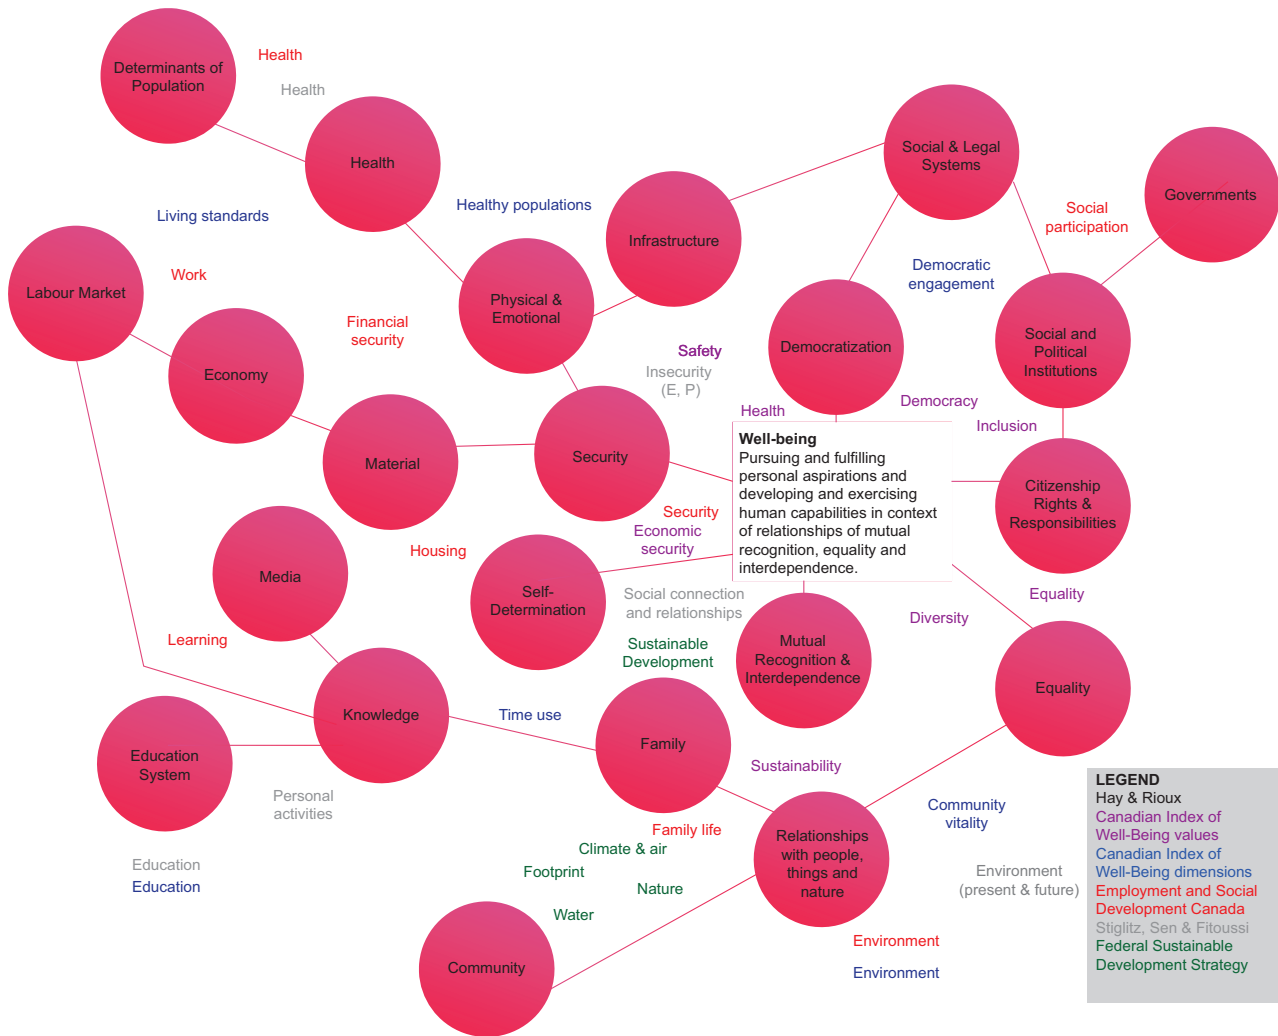 Determinants of
Population
Health
Health
Health
Social & Legal
Systems
Governments
Living standards
Healthy populations
Infrastructure
Social
participation
Labour Market
Work
Physical &
Emotional
Democratic
engagement
Financial
security
Economy
Safety
Insecurity
(E, P)
Democratization
Social and
Political
Institutions
Health
Democracy
Inclusion
Material
Security
Well-being
Pursuing and fulfilling
personal aspirations and
developing and exercising
human capabilities in context
of relationships of mutual
recognition, equality and
interdependence.
Citizenship
Rights &
Responsibilities
Security
Economic
security
Housing
Media
Self-
Determination
Social connection
and relationships
Equality
Diversity
Learning
Sustainable
Development
Mutual
Recognition &
Interdependence
Equality
Knowledge
Time use
Family
Education
System
Sustainability
Personal
activities
Community
vitality
Family life
Relationships
with people,
things and
nature
Climate & air
Footprint
Nature
Water
Education
Education
Environment
(present & future)
Community
Environment
Environment
LEGEND
Hay & Rioux
Canadian Index of
Well-Being values
Canadian Index of
Well-Being dimensions
Employment and Social
Development Canada
Stiglitz, Sen & Fitoussi
Federal Sustainable
Development Strategy